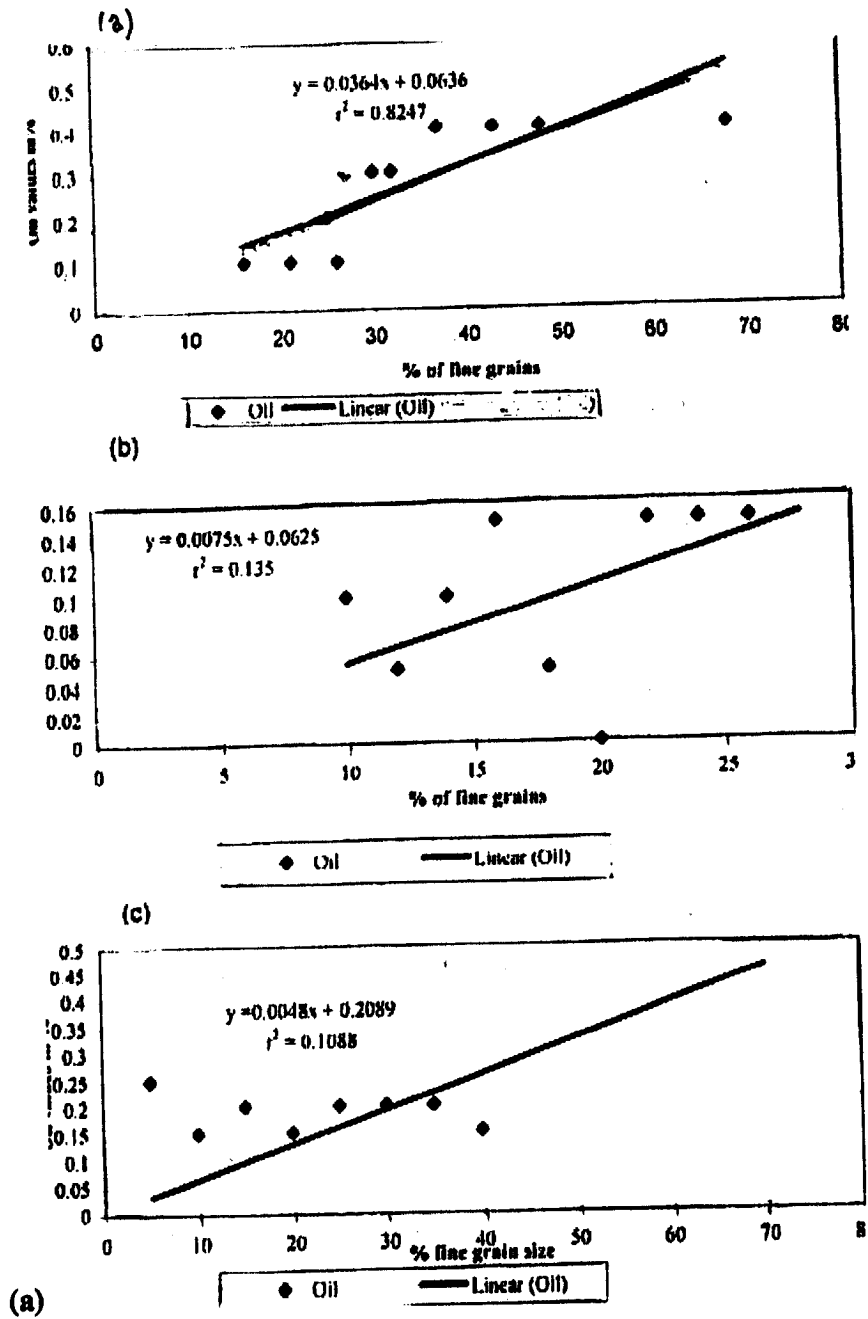 (a)
0.6
0.5
0.4
0.3
0.2
0.1
0
y = 0.0364x + 0.0636
r² = 0.8247
0 10 20 30 40 50 60 70 80
% of fine grains
Oil Linear (Oil)
(b)
0.16
0.14
0.12
0.1
0.08
0.06
0.04
0.02
0
y = 0.0075x + 0.0625
r² = 0.135
0 5 10 15 20 25 3
% of fine grains
Oil Linear (Oil)
(c)
0.5
0.45
0.4
0.35
0.3
0.25
0.2
0.15
0.1
0.05
0
y =0.0048x + 0.2089
r² = 0.1088
0 10 20 30 40 50 60 70 8
% fine grain size
Oil Linear (Oil)
(a)